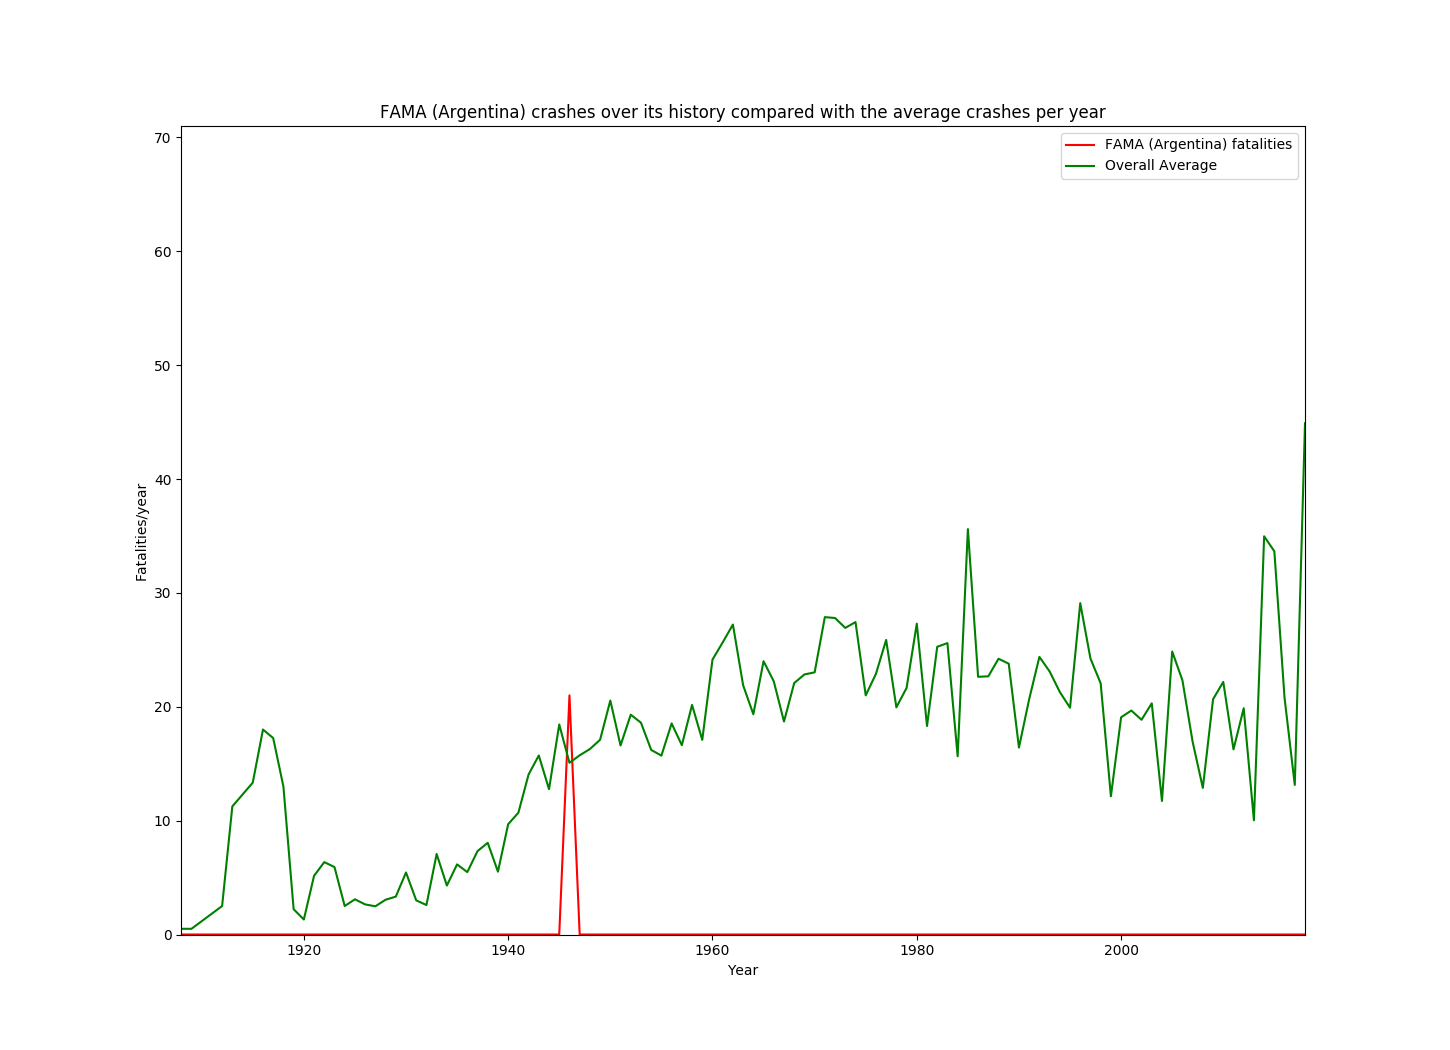 FAMA (Argentina) crashes over its history compared with the average crashes per year
FAMA (Argentina) fatalities
Overall Average
70
60
50
40
30
20
10
0
Fatalities/year
1920 1940 1960 1980 2000
Year